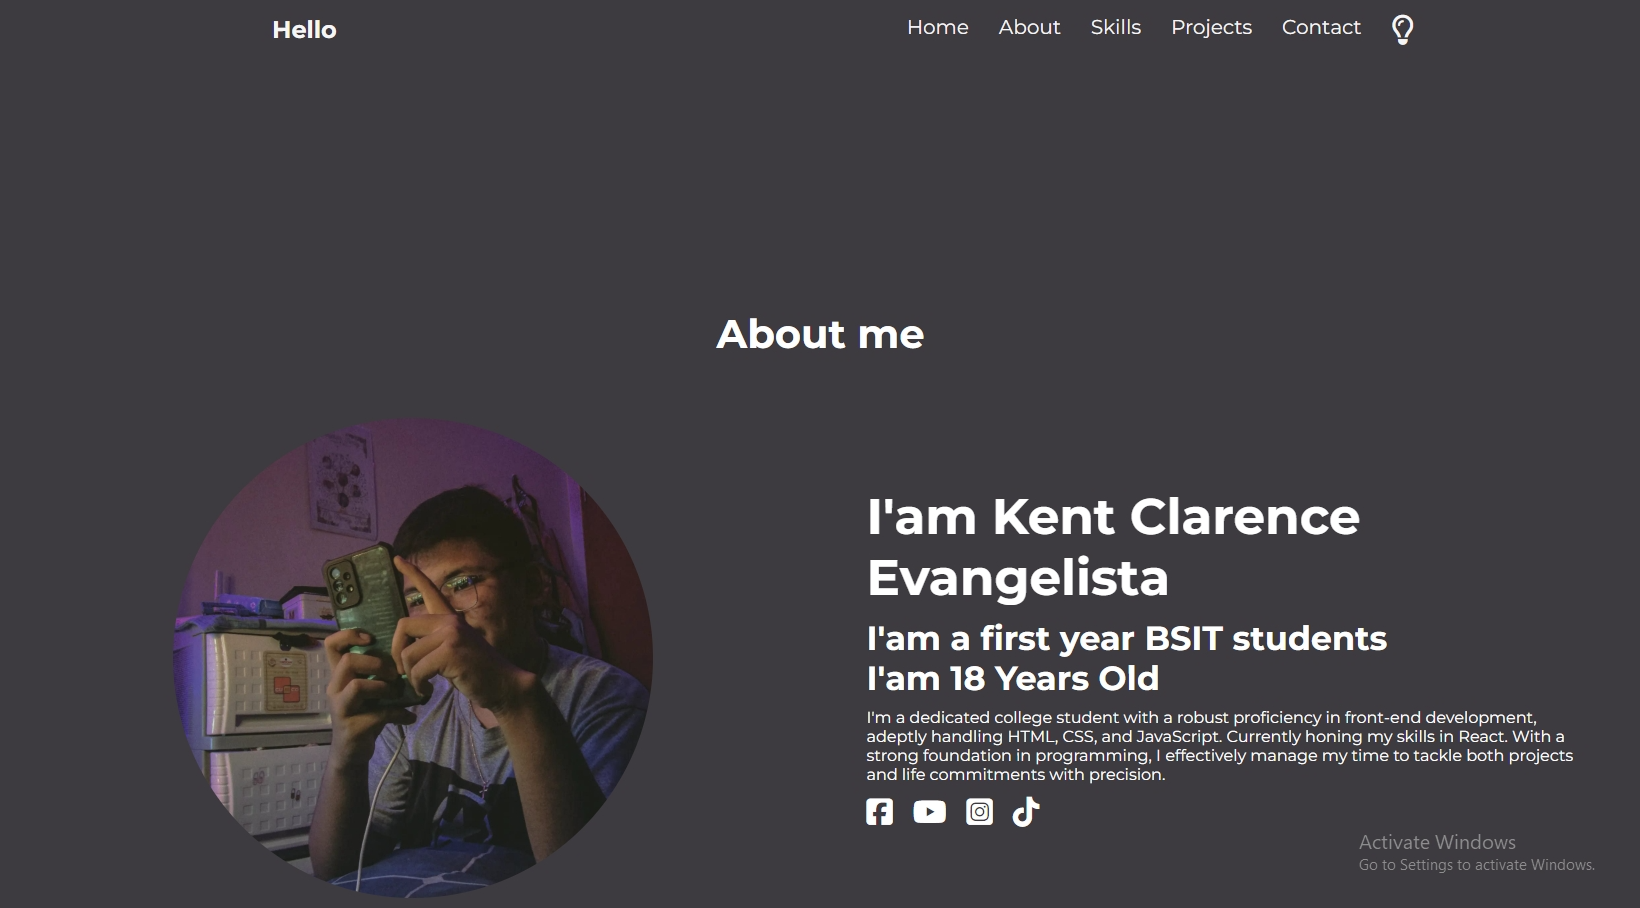 Hello
Home About Skills Projects Contact
About me
I'am Kent Clarence
Evangelista
I'am a first year BSIT students
I'am 18 Years Old
I'm a dedicated college student with a robust proficiency in front-end development,
adeptly handling HTML, CSS, and JavaScript. Currently honing my skills in React. With a
strong foundation in programming, I effectively manage my time to tackle both projects
and life commitments with precision.
Activate Windows
Go to Settings to activate Windows.